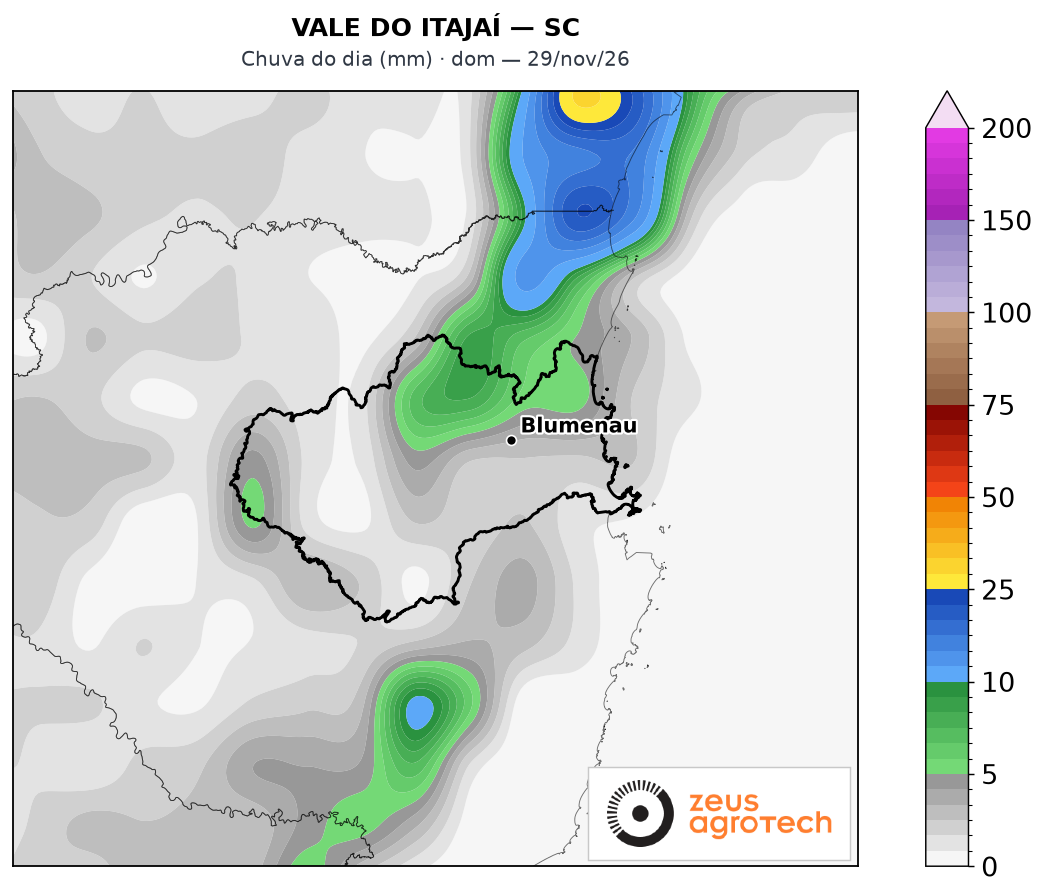 VALE DO ITAJAÍ — SC
Chuva do dia (mm) · dom — 29/nov/26
Blumenau
200
150
100
75
50
25
10
5
0
zeus
agrotech